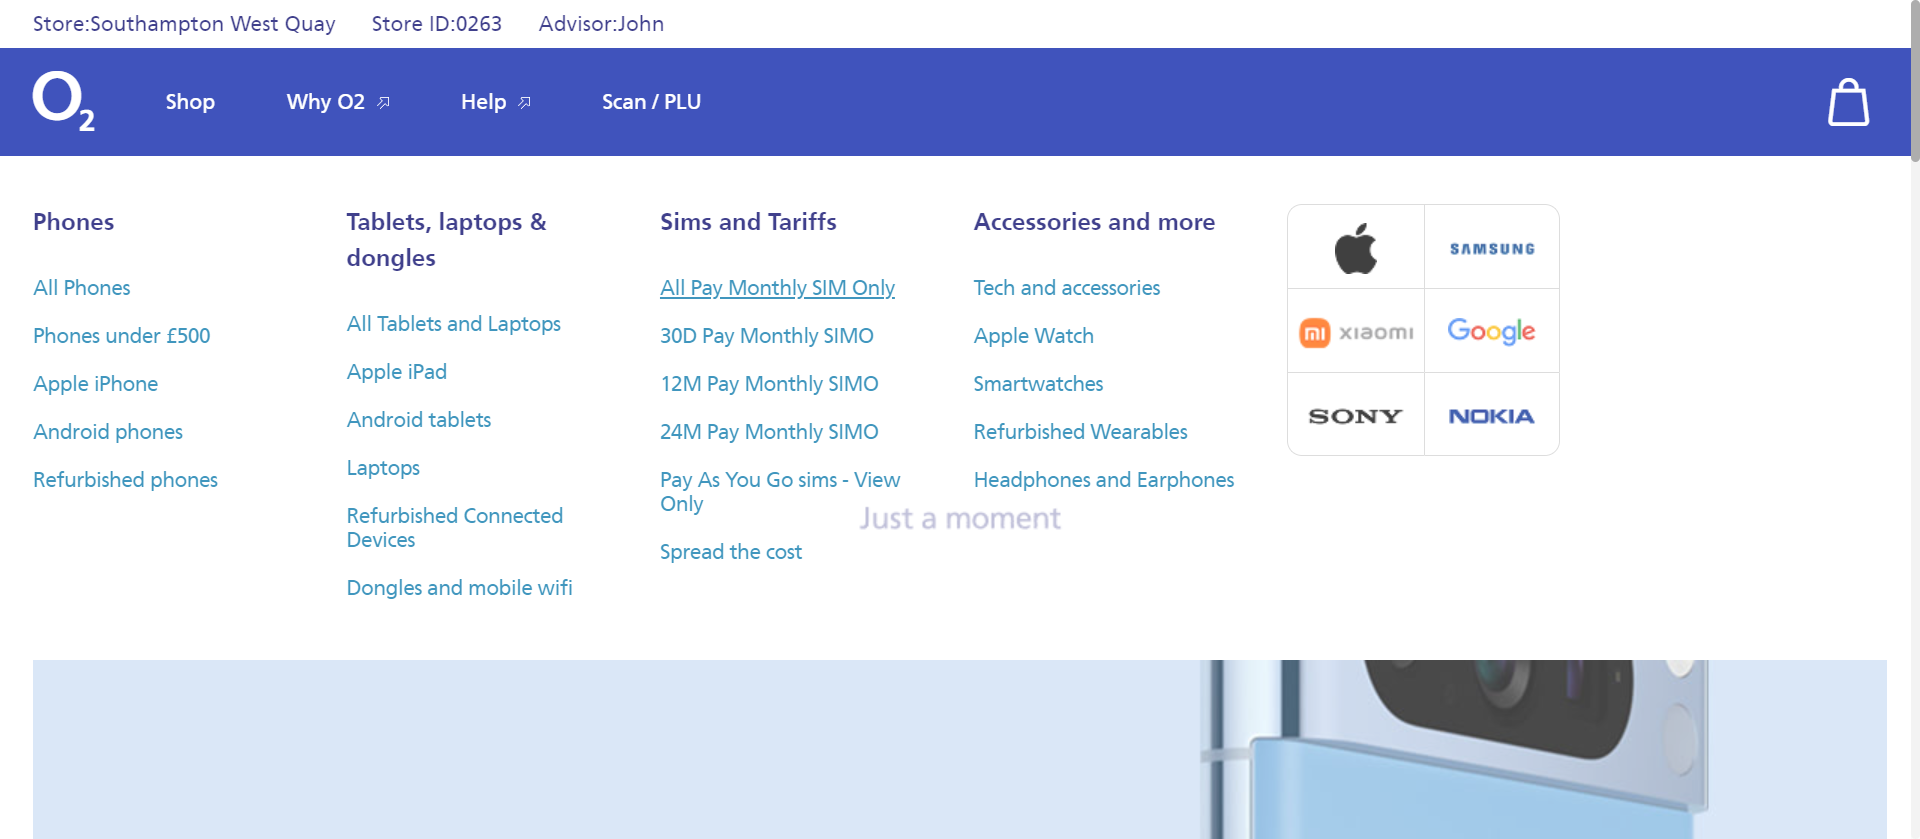 Store:Southampton West Quay Store ID:0263 Advisor:John
O2 Shop Why O2 Help Scan / PLU
Phones
All Phones
Phones under £500
Apple iPhone
Android phones
Refurbished phones
Tablets, laptops &
dongles
All Tablets and Laptops
Apple iPad
Android tablets
Laptops
Refurbished Connected
Devices
Dongles and mobile wifi
Sims and Tariffs
All Pay Monthly SIM Only
30D Pay Monthly SIMO
12M Pay Monthly SIMO
24M Pay Monthly SIMO
Pay As You Go sims - View
Only
Spread the cost
Accessories and more
Tech and accessories
Apple Watch
Smartwatches
Refurbished Wearables
Headphones and Earphones
SAMSUNG
mi xiaomi Google
SONY NOKIA
Just a moment